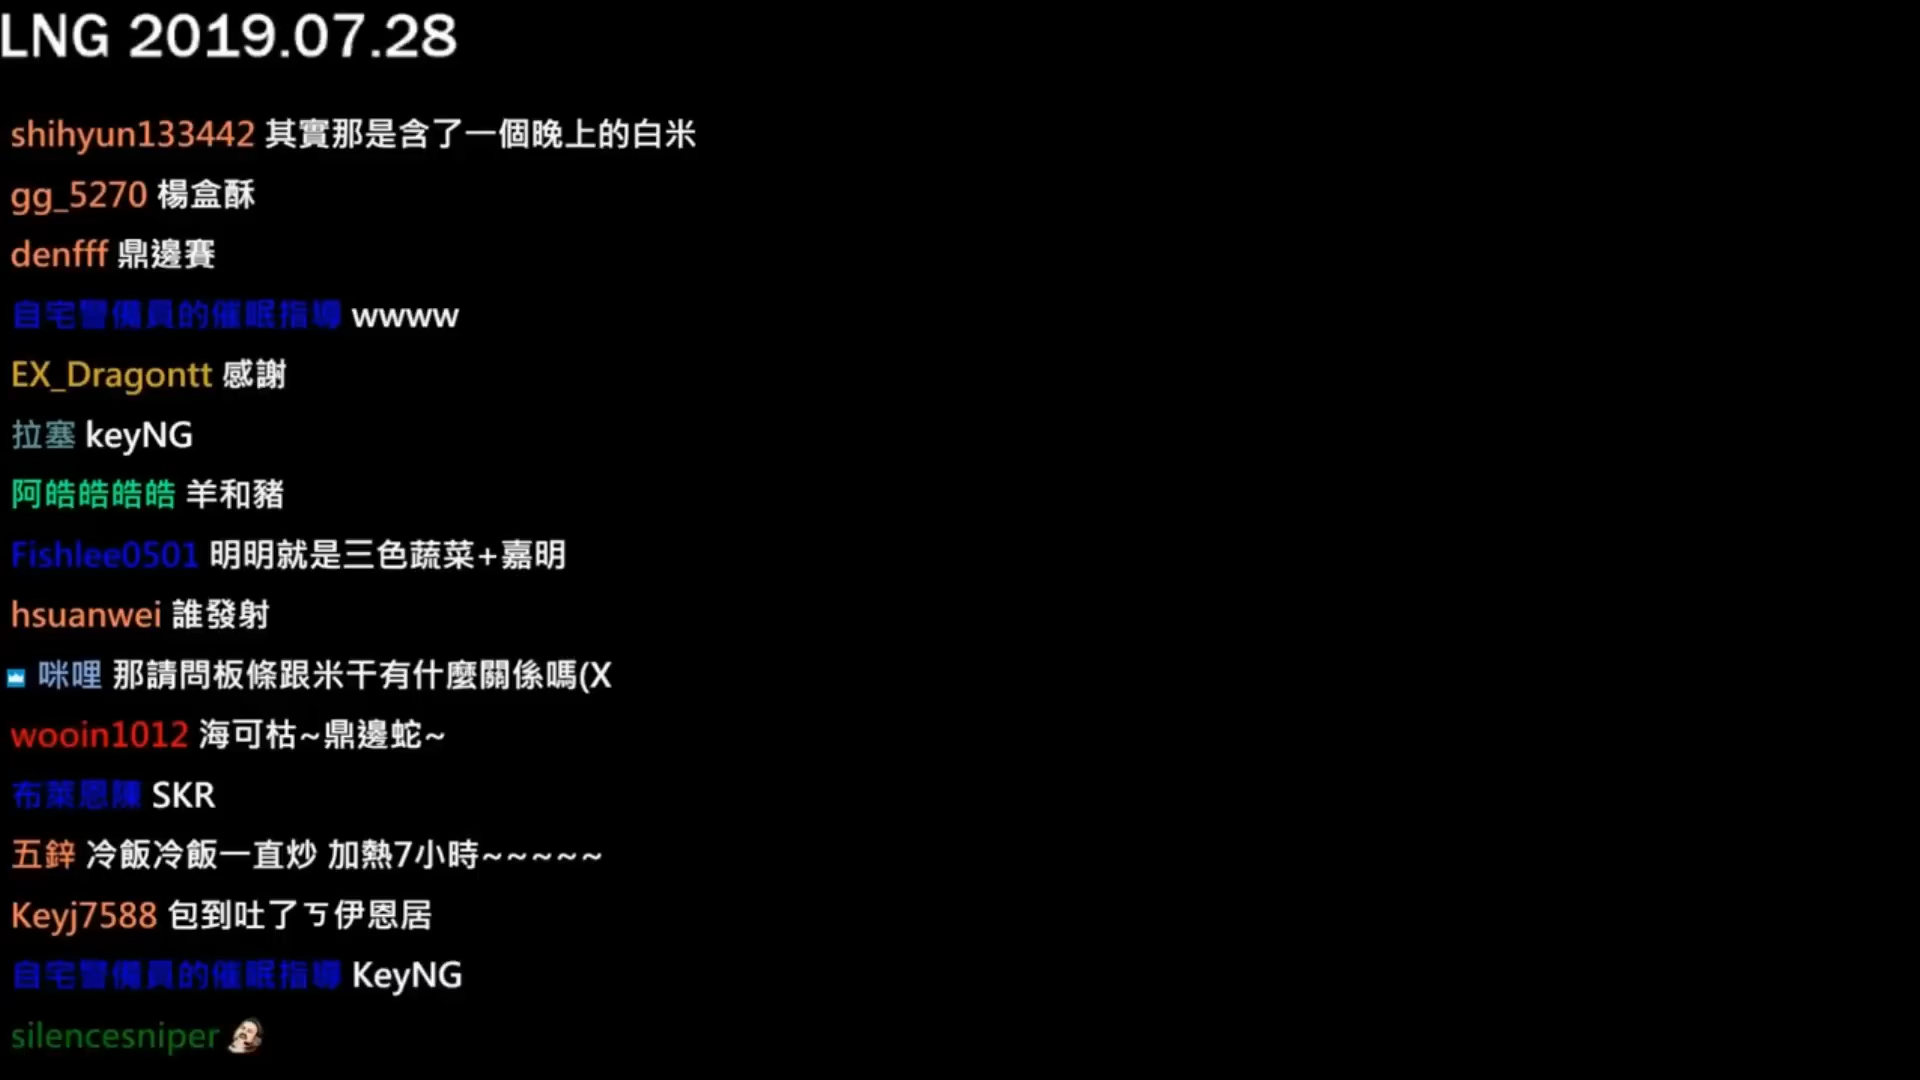 LNG 2019.07.28
shihyun133442 其實那是含了一個晚上的白米
gg_5270 楊盒酥
denfff 鼎邊賽
自宅警備員的催眠指導 wwww
EX_Dragontt 感謝
拉塞 keyNG
阿皓皓皓皓 羊和豬
Fishlee0501 明明就是三色蔬菜+嘉明
hsuanwei 誰發射
咪哩 那請問板條跟米干有什麼關係嗎(X
wooin1012 海可枯~鼎邊蛇~
布萊恩陳 SKR
五鋅 冷飯冷飯一直炒 加熱7小時~~~~~
Keyj7588 包到吐了ㄎ伊恩居
自宅警備員的催眠指導 KeyNG
silencesniper